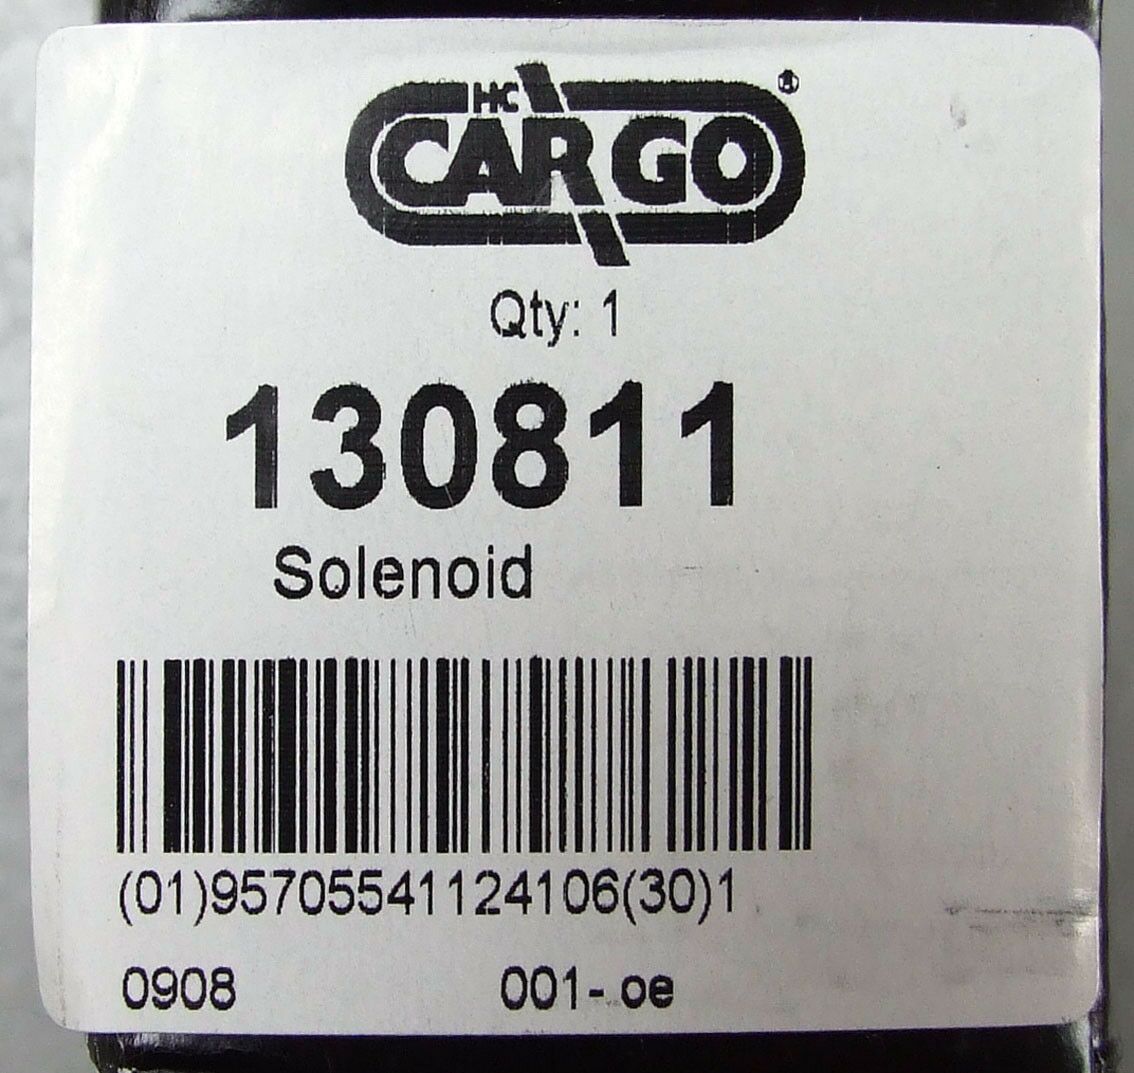 HC
CARGO®
Qty: 1
130811
Solenoid
(01)95705541124106(30)1
0908 001-oe